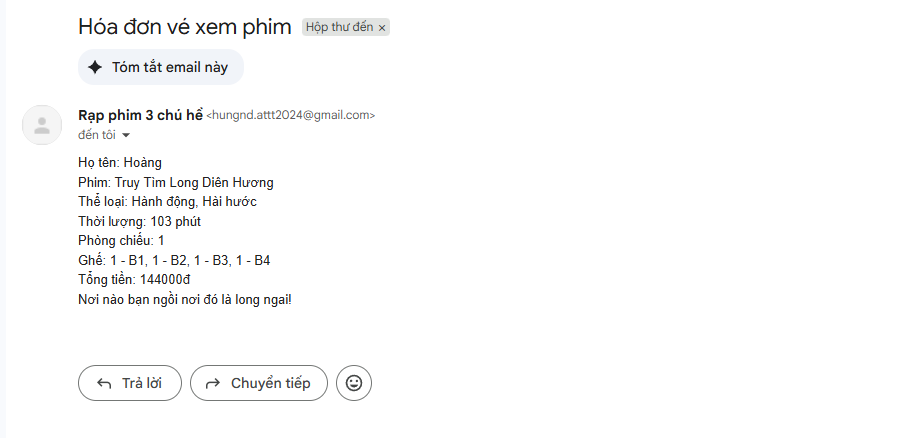 Hóa đơn vé xem phim Hộp thư đến ×
Tóm tắt email này
Rạp phim 3 chú hề <hungnd.attt2024@gmail.com>
đến tôi
Họ tên: Hoàng
Phim: Truy Tìm Long Diên Hương
Thể loại: Hành động, Hài hước
Thời lượng: 103 phút
Phòng chiếu: 1
Ghế: 1 - B1, 1 - B2, 1 - B3, 1 - B4
Tổng tiền: 144000đ
Nơi nào bạn ngồi nơi đó là long ngai!
Trả lời Chuyển tiếp